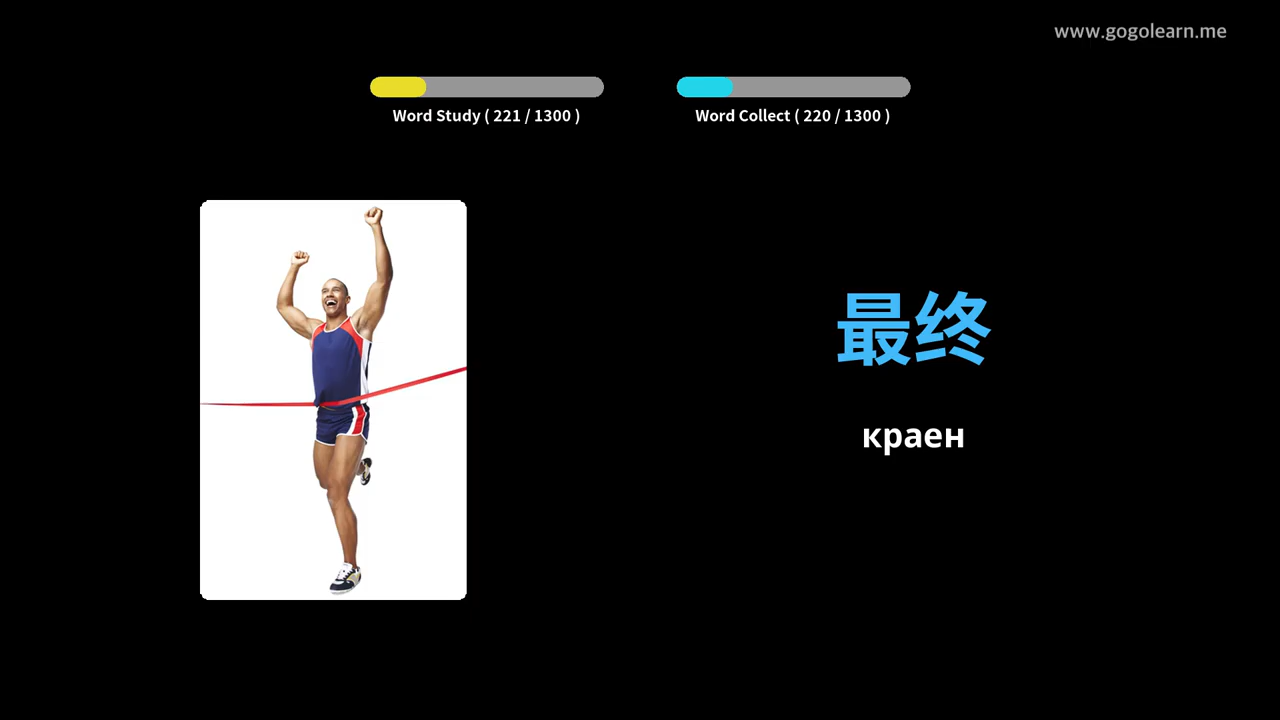 www.gogolearn.me
Word Study ( 221 / 1300 )
Word Collect ( 220 / 1300 )
最终
краен